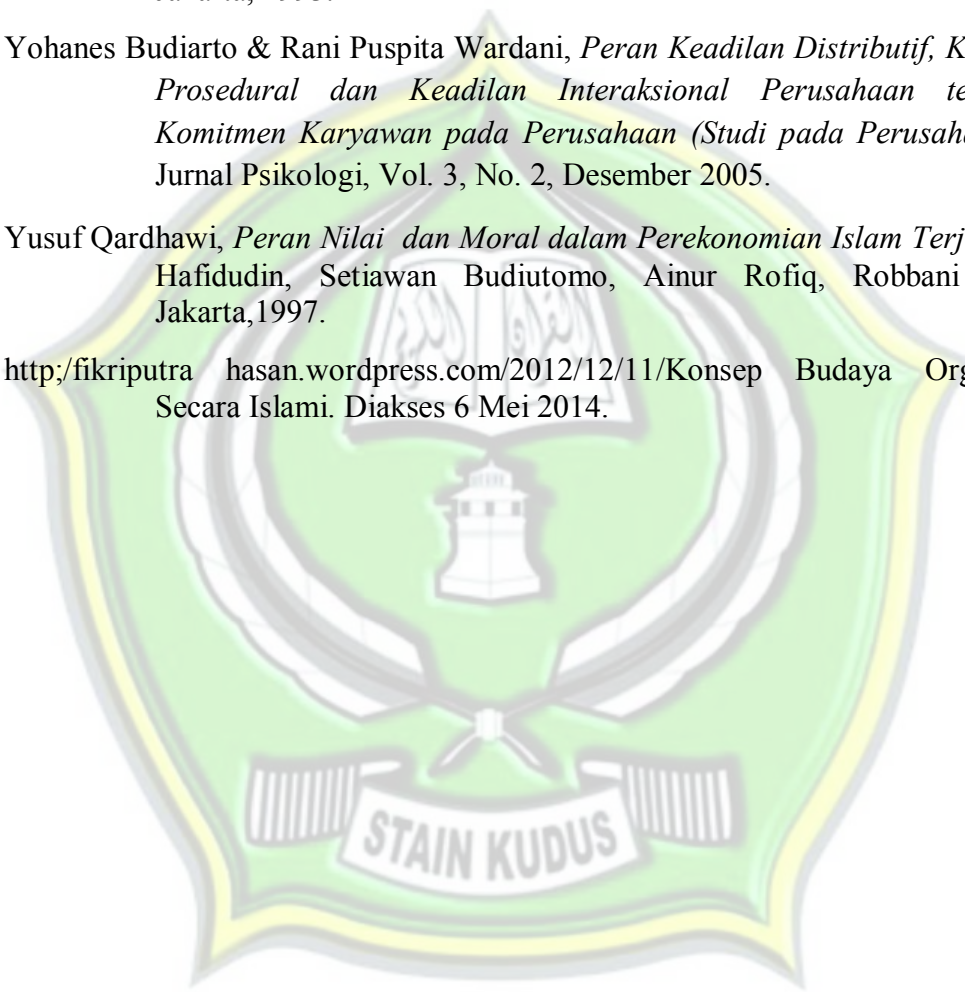 Yohanes Budiarto & Rani Puspita Wardani, Peran Keadilan Distributif, K
Prosedural dan Keadilan Interaksional Perusahaan te
Komitmen Karyawan pada Perusahaan (Studi pada Perusah
Jurnal Psikologi, Vol. 3, No. 2, Desember 2005.
Yusuf Qardhawi, Peran Nilai dan Moral dalam Perekonomian Islam Terj
Hafidudin, Setiawan Budiutomo, Ainur Rofiq, Robbani
Jakarta,1997.
http;/fikriputra hasan.wordpress.com/2012/12/11/Konsep Budaya Org
Secara Islami. Diakses 6 Mei 2014.
STAIN KUDUS